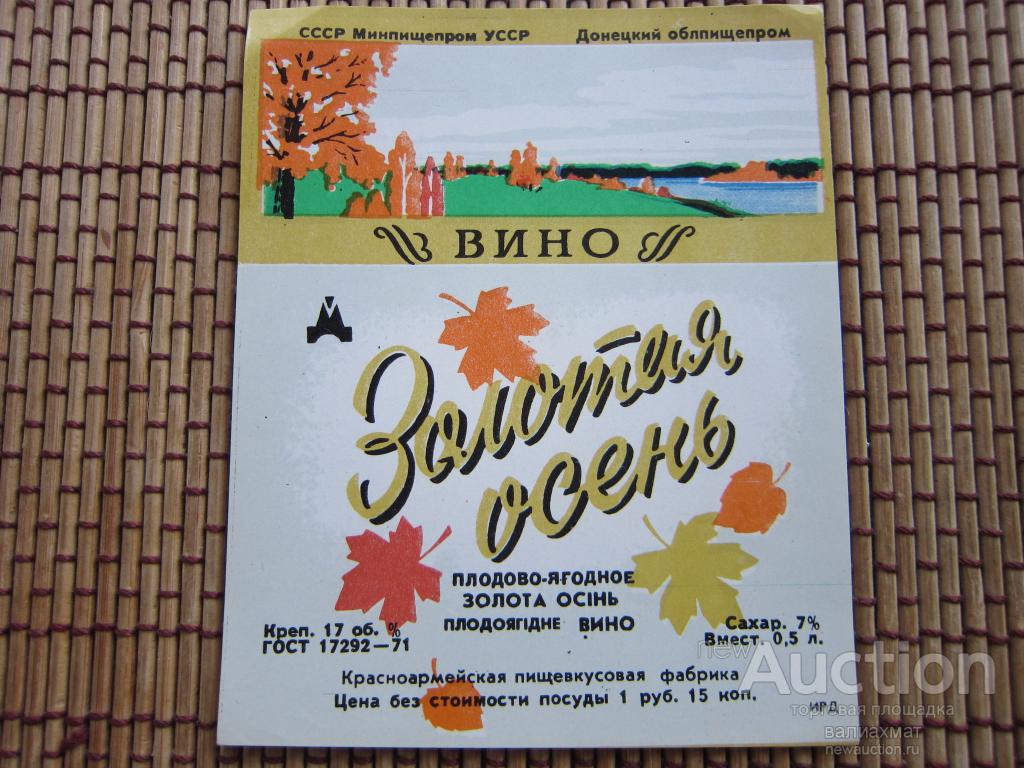 СССР Минпищепром УССР Донецкий облпищепром
ВИНО
Золотая
осень
ПЛОДОВО-ЯГОДНОЕ
ЗОЛОТА ОСІНЬ
ПЛОДОЯГІДНЕ ВИНО
Креп. 17 об. %
ГОСТ 17292—71
Сахар. 7%
Вмест. 0,5 л.
Красноармейская пищевкусовая фабрика
Цена без стоимости посуды 1 руб. 15 коп.
ИРД
newAuction
торговая площадка
валиахмат
newauction.ru